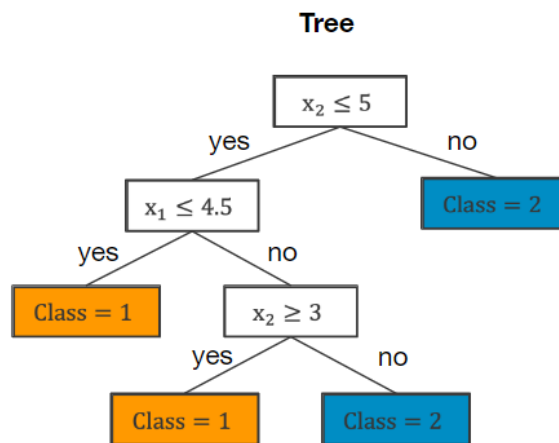 Tree
x₂ ≤ 5
yes
no
x₁ ≤ 4.5
Class = 2
yes
no
Class = 1
x₂ ≥ 3
yes
no
Class = 1
Class = 2